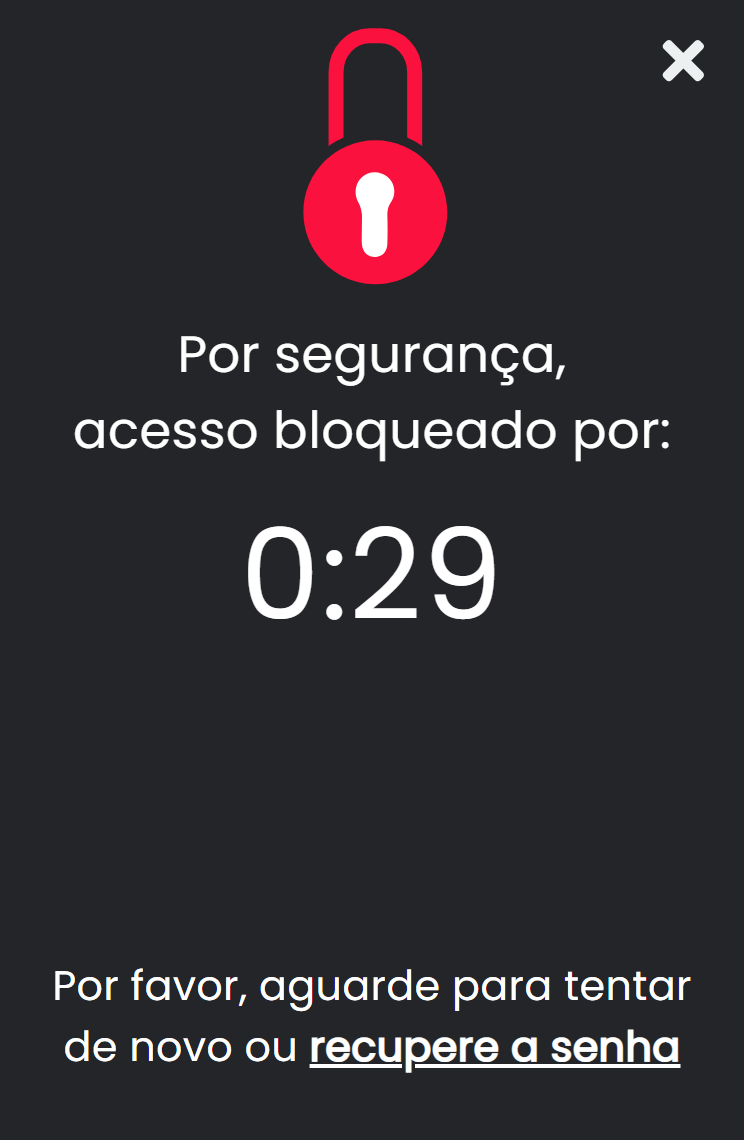 Por segurança,
acesso bloqueado por:
0:29
Por favor, aguarde para tentar
de novo ou recupere a senha